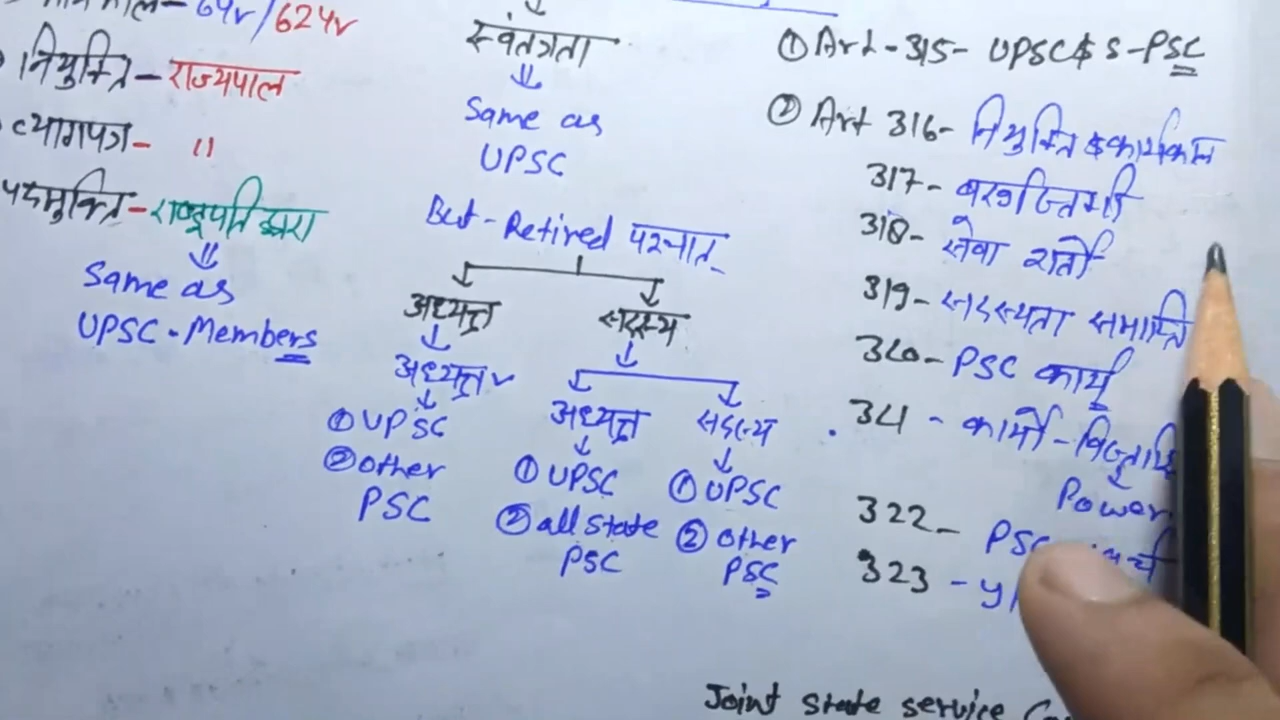 कार्यकाल - 6yr/62yr
नियुक्ति - राज्यपाल
त्यागपत्र - "
पदमुक्ति - राष्ट्रपति द्वारा
Same as
UPSC - Members
स्वतंत्रता
Same as
UPSC
But - Retired पश्चात -
अध्यक्ष सदस्य
अध्यक्ष
① UPSC
② other
PSC
अध्यक्ष सदस्य
① UPSC
② all state
PSC
① UPSC
② other
PSC
① Art - 315 - UPSC & S-PSC
② Art 316 - नियुक्ति & कार्यकाल
317 - बरखास्तगी
318 - सेवा शर्तो
319 - सदस्यता समाप्ति
320 - PSC कार्य
321 - कार्यो -
Power
322 - PSC
323 -
Joint state service